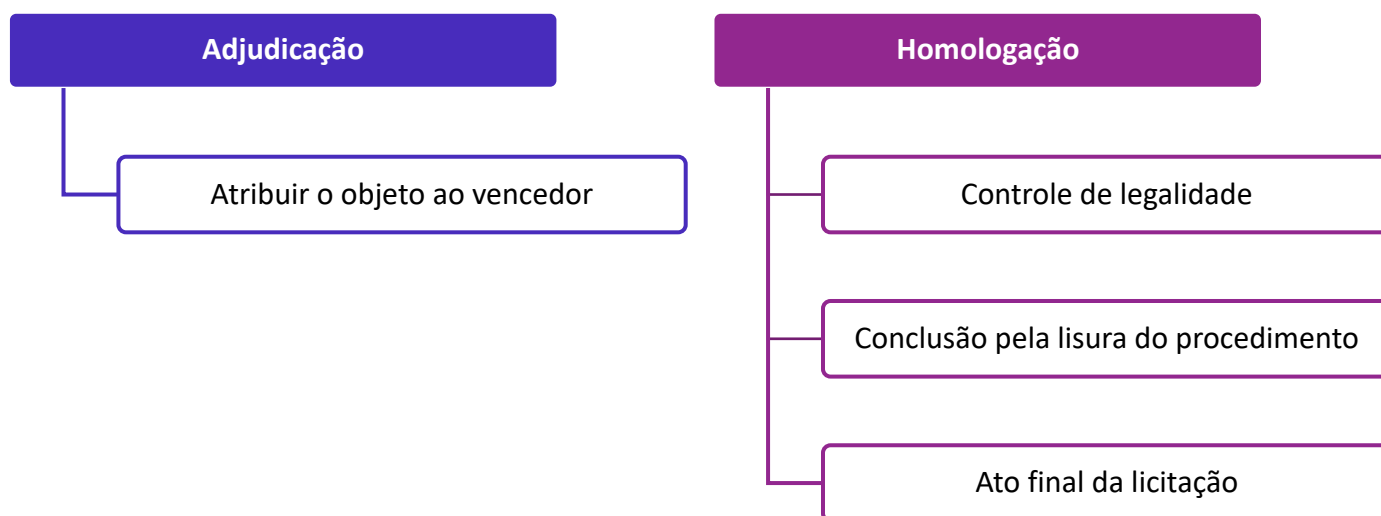 Adjudicação
Atribuir o objeto ao vencedor
Homologação
Controle de legalidade
Conclusão pela lisura do procedimento
Ato final da licitação